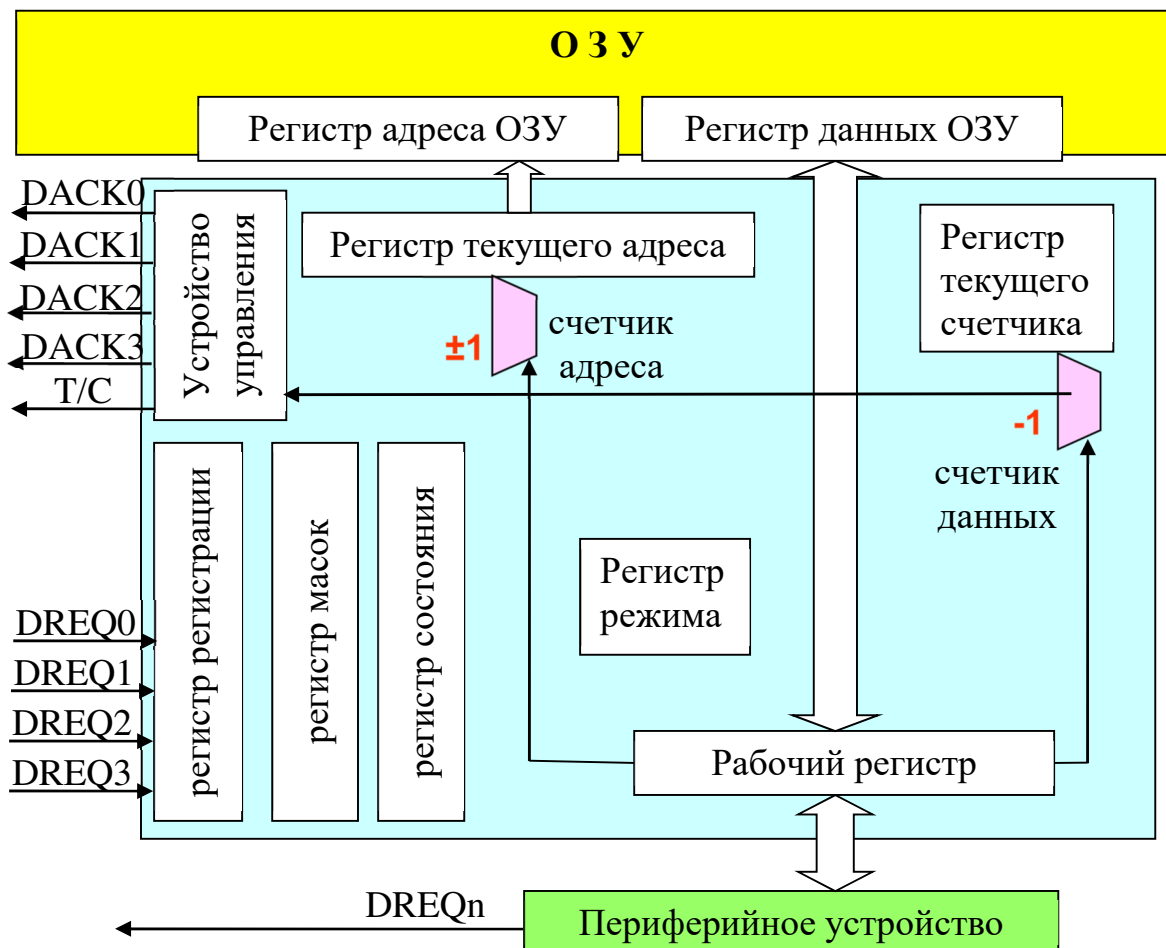 О З У
Регистр адреса ОЗУ
Регистр данных ОЗУ
DACK0
DACK1
DACK2
DACK3
T/C
Устройство
управления
Регистр текущего адреса
±1
счетчик
адреса
Регистр
текущего
счетчика
-1
счетчик
данных
регистр регистрации
регистр масок
регистр состояния
Регистр
режима
DREQ0
DREQ1
DREQ2
DREQ3
Рабочий регистр
DREQn
Периферийное устройство